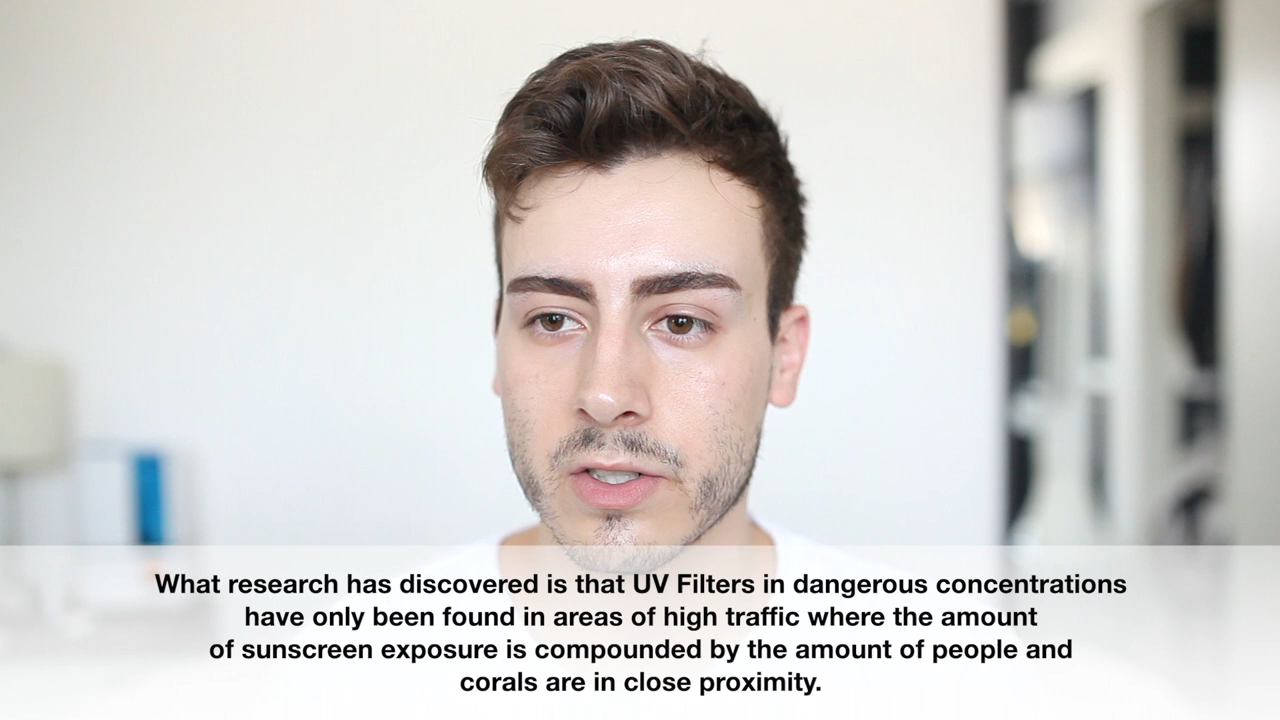 What research has discovered is that UV Filters in dangerous concentrations
have only been found in areas of high traffic where the amount
of sunscreen exposure is compounded by the amount of people and
corals are in close proximity.